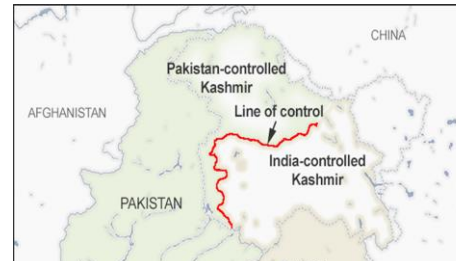 CHINA
Pakistan-controlled
Kashmir
AFGHANISTAN
Line of control
India-controlled
Kashmir
PAKISTAN